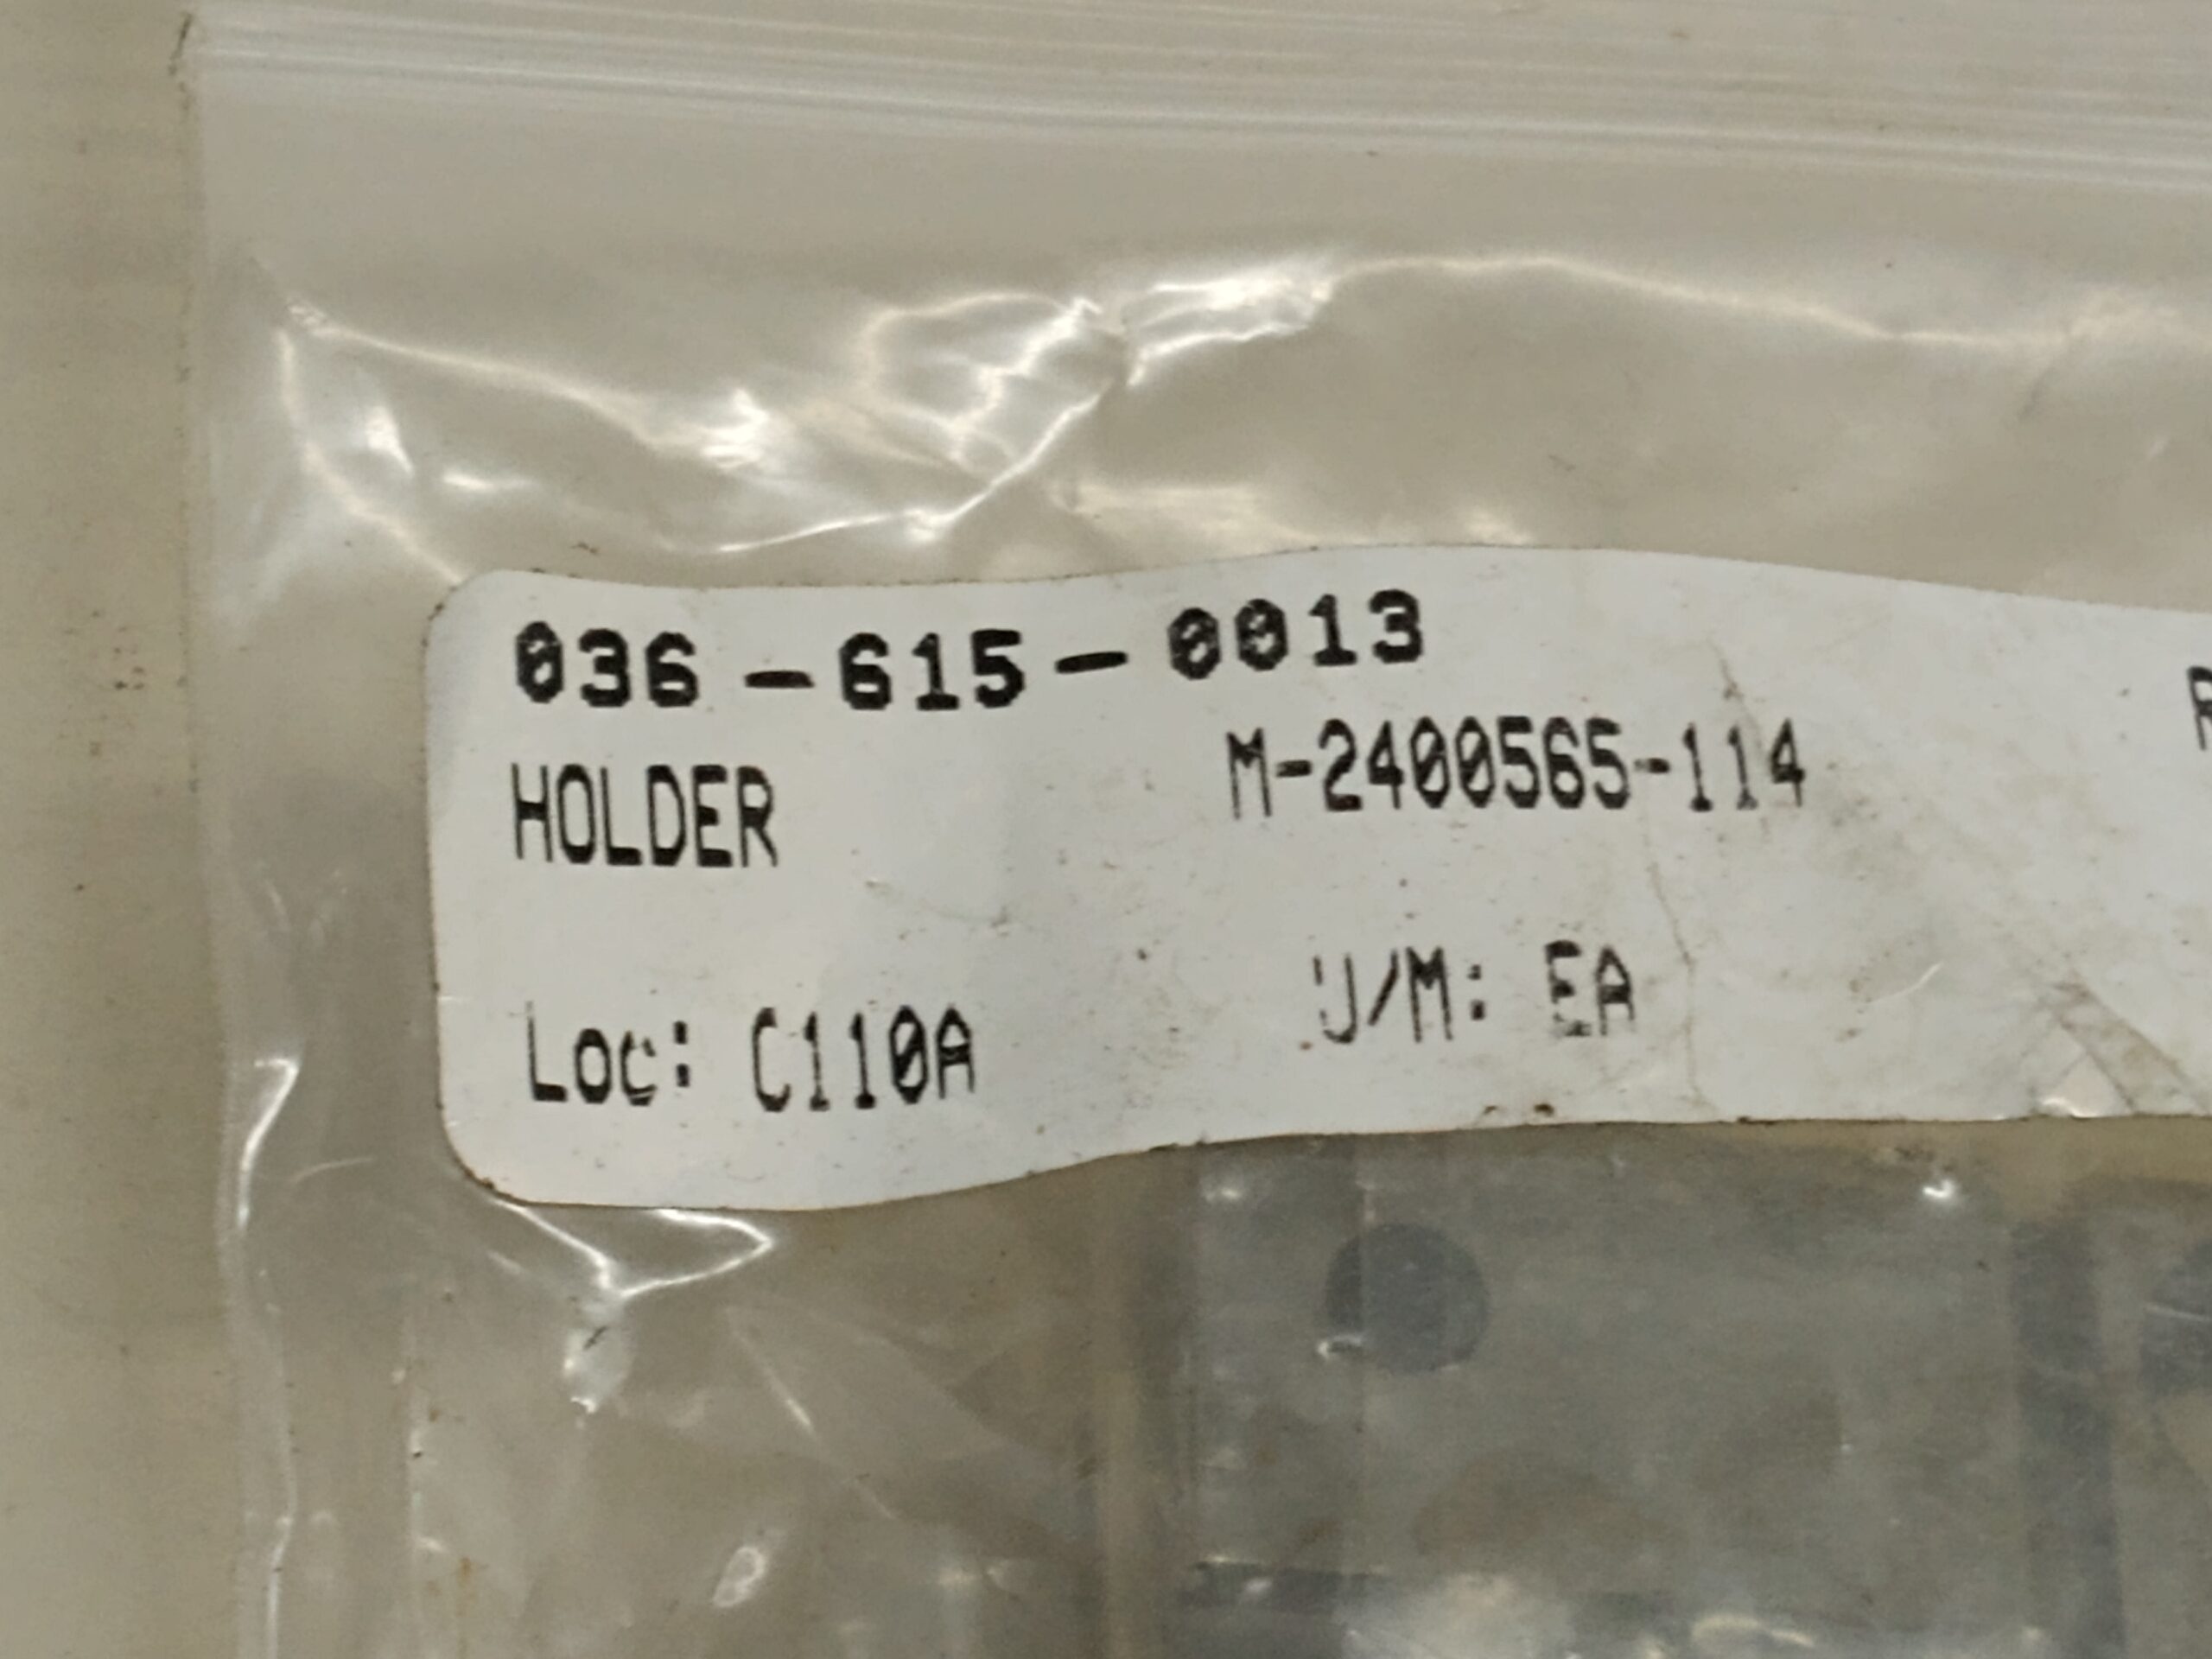 036-615-0013
HOLDER M-2400565-114
Loc: C110A U/M: EA